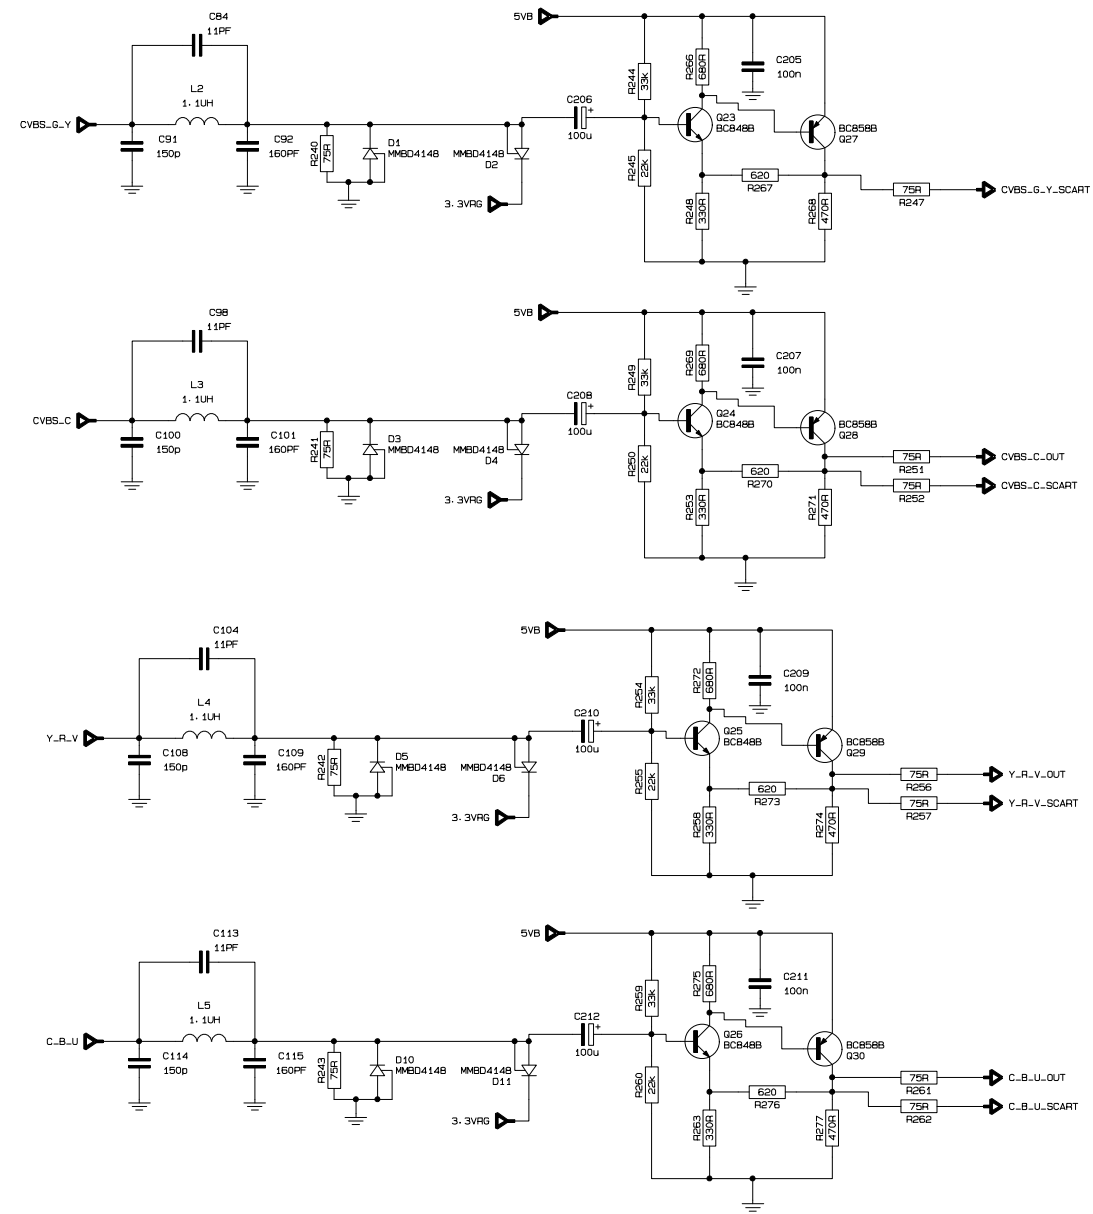 C84
11PF
L2
1.1UH
CVBS_G_Y
C91
150p
C92
160PF
R240
75R
D1
MMBD4148
MMBD4148
D2
3.3VRG
5VB
C206
+
100u
R244
33k
R245
22k
R266
680R
C205
100n
Q23
BC848B
BC858B
Q27
620
R267
R248
330R
R268
470R
75R
R247
CVBS_G_Y_SCART
C98
11PF
L3
1.1UH
CVBS_C
C100
150p
C101
160PF
R241
75R
D3
MMBD4148
MMBD4148
D4
3.3VRG
5VB
C208
+
100u
R249
33k
R250
22k
R269
680R
C207
100n
Q24
BC848B
BC858B
Q28
620
R270
R253
330R
R271
470R
75R
R251
CVBS_C_OUT
75R
R252
CVBS_C_SCART
C104
11PF
L4
1.1UH
Y_R_V
C108
150p
C109
160PF
R242
75R
D5
MMBD4148
MMBD4148
D6
3.3VRG
5VB
C210
+
100u
R254
33k
R255
22k
R272
680R
C209
100n
Q25
BC848B
BC858B
Q29
620
R273
R258
330R
R274
470R
75R
R256
Y_R_V_OUT
75R
R257
Y_R_V_SCART
C113
11PF
L5
1.1UH
C_B_U
C114
150p
C115
160PF
R243
75R
D10
MMBD4148
MMBD4148
D11
3.3VRG
5VB
C212
+
100u
R259
33k
R260
22k
R275
680R
C211
100n
Q26
BC848B
BC858B
Q30
620
R276
R263
330R
R277
470R
75R
R261
C_B_U_OUT
75R
R262
C_B_U_SCART